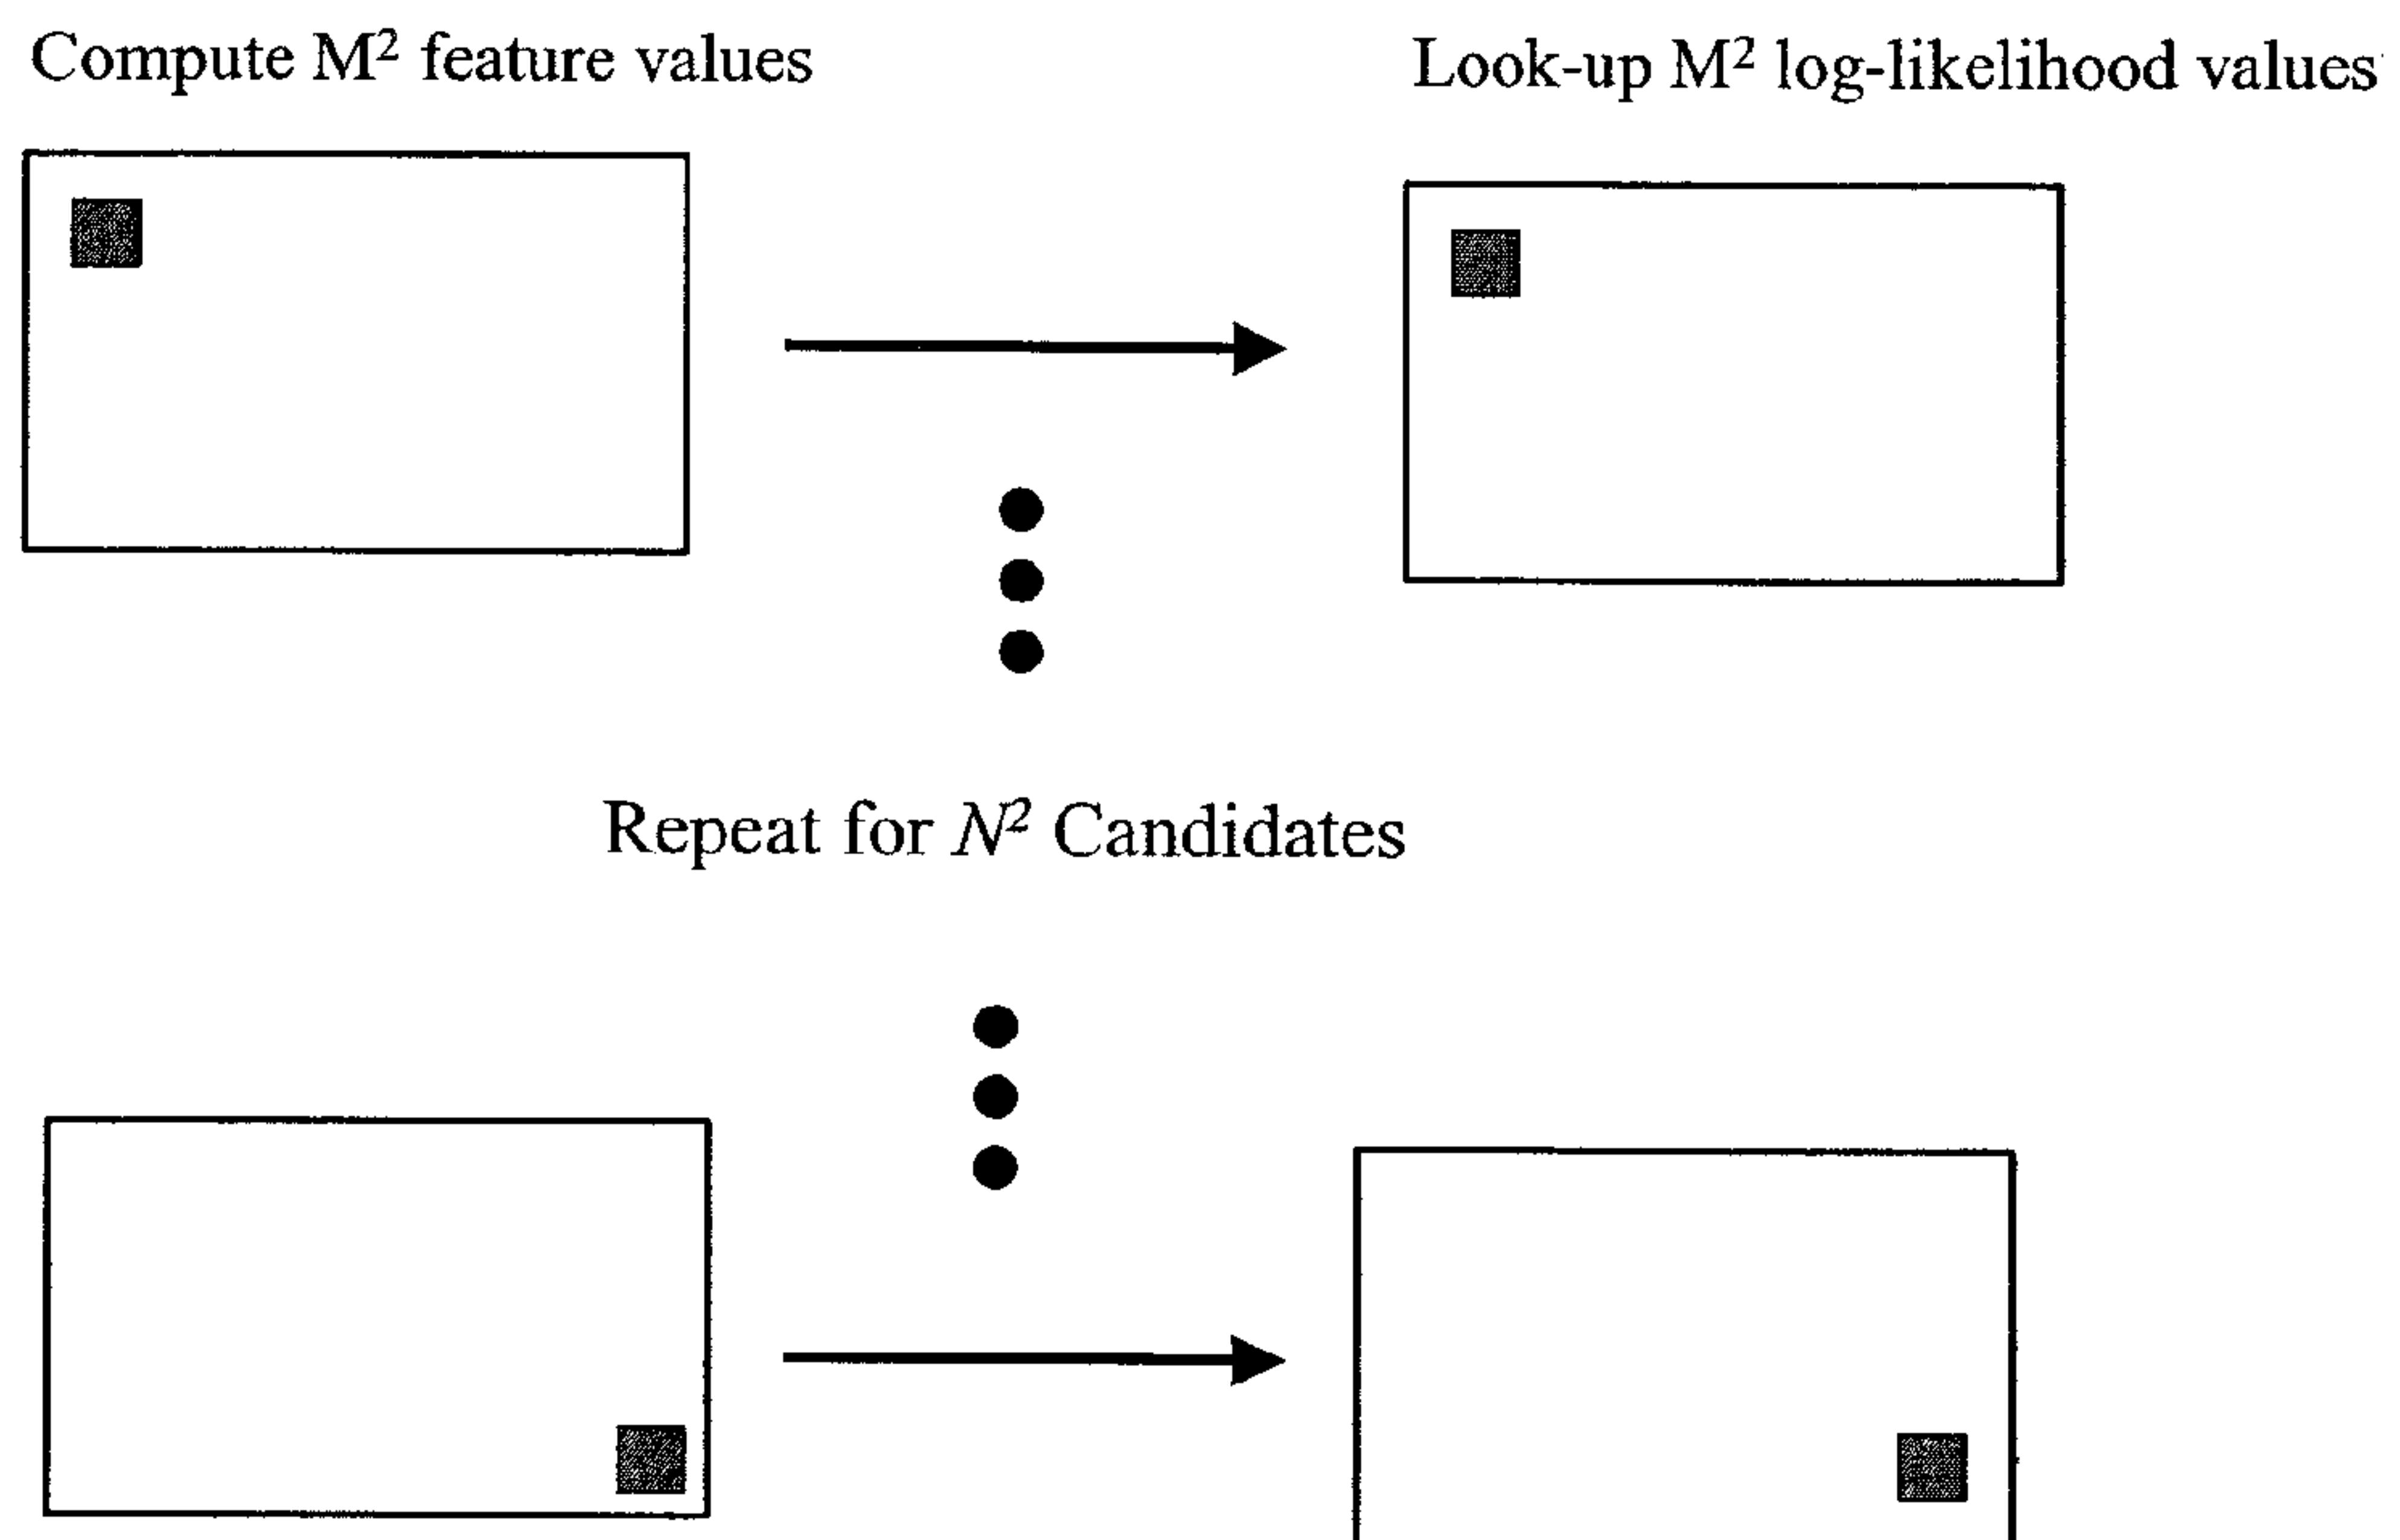 Compute M² feature values
Look-up M² log-likelihood values
Repeat for N² Candidates